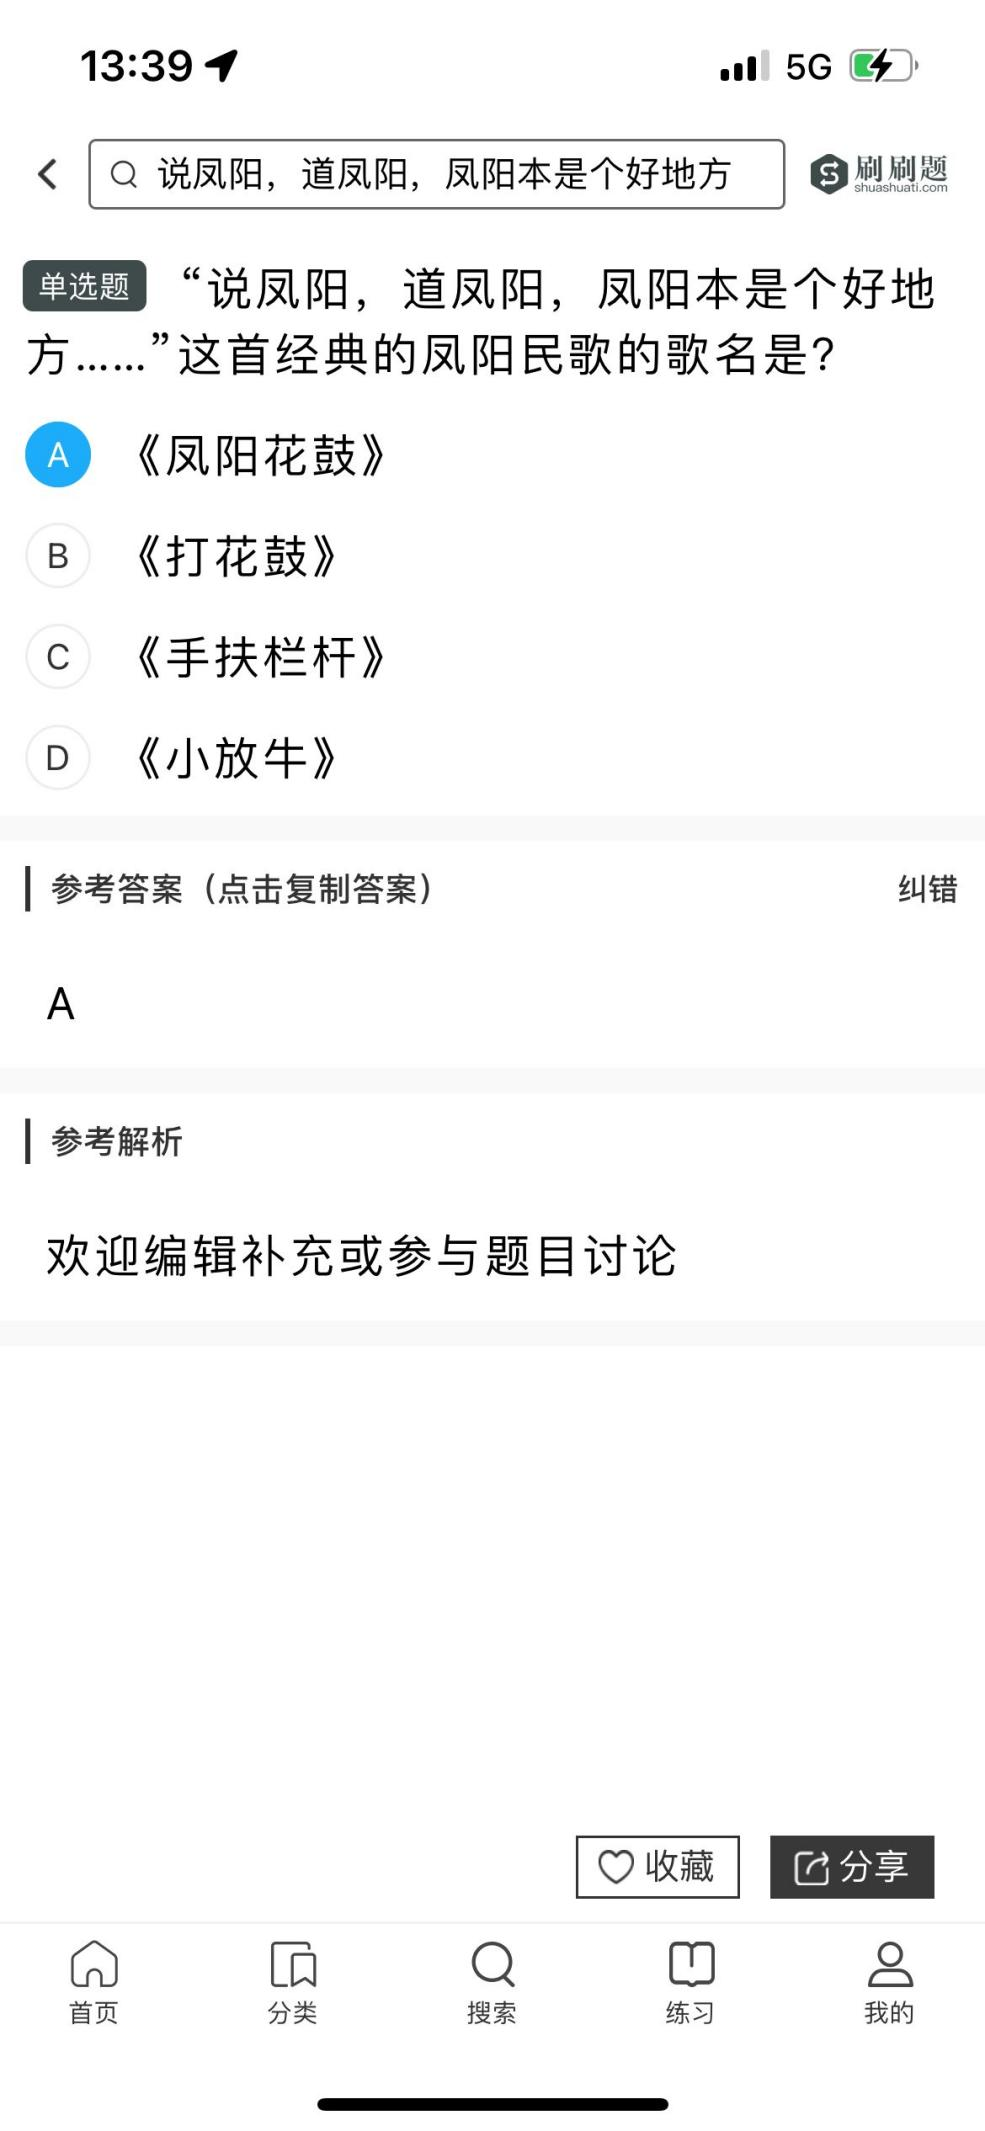 13:39
5G
说凤阳，道凤阳，凤阳本是个好地方
刷刷题
shuashuati.com
单选题 “说凤阳，道凤阳，凤阳本是个好地
方……”这首经典的凤阳民歌的歌名是?
A 《凤阳花鼓》
B 《打花鼓》
C 《手扶栏杆》
D 《小放牛》
参考答案（点击复制答案） 纠错
A
参考解析
欢迎编辑补充或参与题目讨论
收藏 分享
首页 分类 搜索 练习 我的